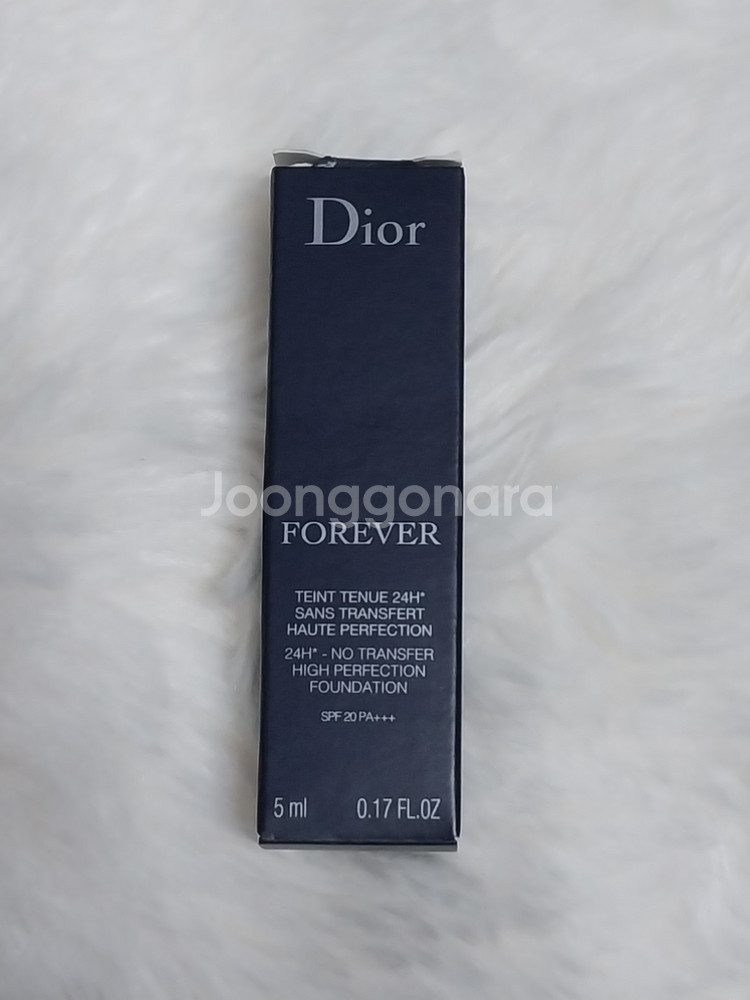 Dior
Joonggonara
FOREVER
TEINT TENUE 24H*
SANS TRANSFERT
HAUTE PERFECTION
24H* - NO TRANSFER
HIGH PERFECTION
FOUNDATION
SPF 20 PA+++
5 ml 0.17 FL.OZ